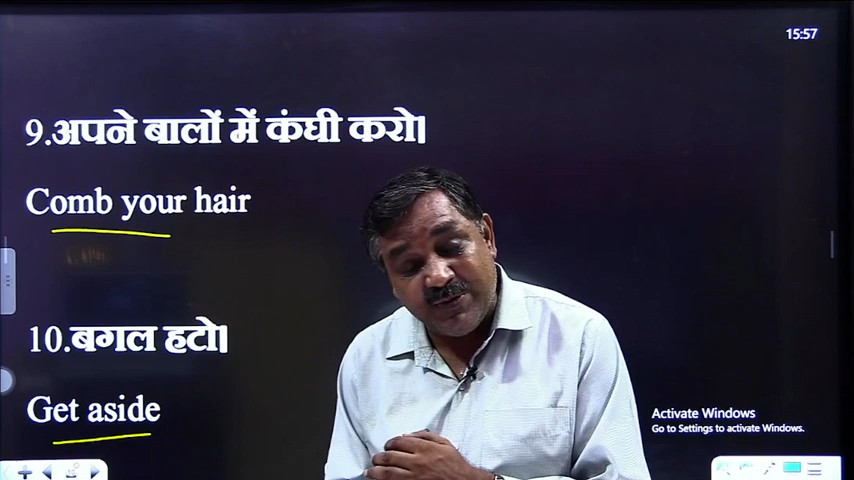 15:57
9.अपने बालों में कंघी करो।
Comb your hair
10.बगल हटो।
Get aside
Activate Windows
Go to Settings to activate Windows.